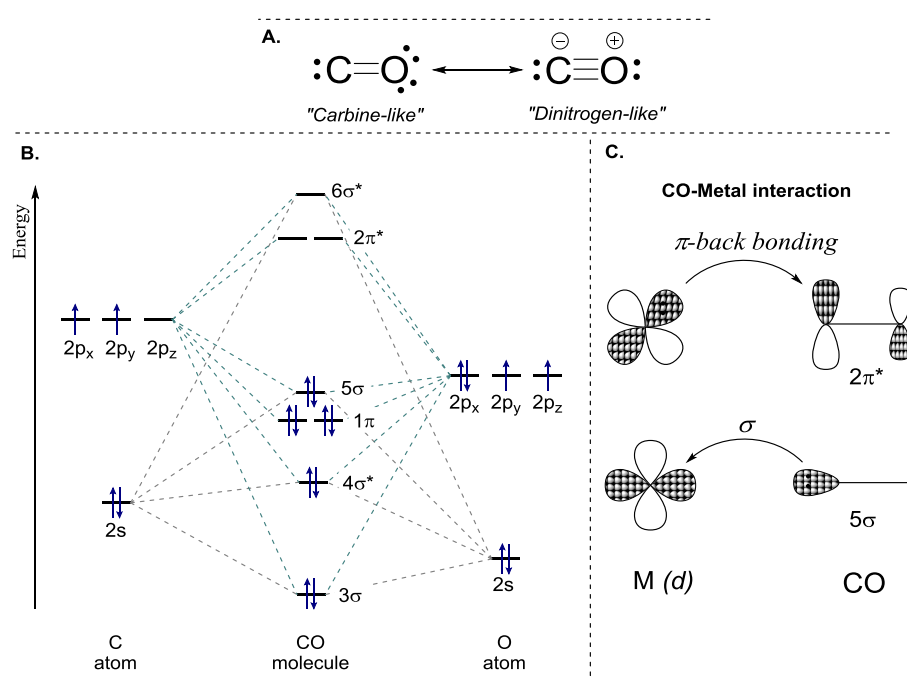 A.
:C=O: ↔ :C≡O:
⊖ ⊕
"Carbine-like" "Dinitrogen-like"
B.
Energy
6σ*
2π*
2px 2py 2pz
5σ
1π
2px 2py 2pz
4σ*
2s
3σ
2s
C atom
CO molecule
O atom
C.
CO-Metal interaction
π-back bonding
2π*
σ
5σ
M (d)
CO